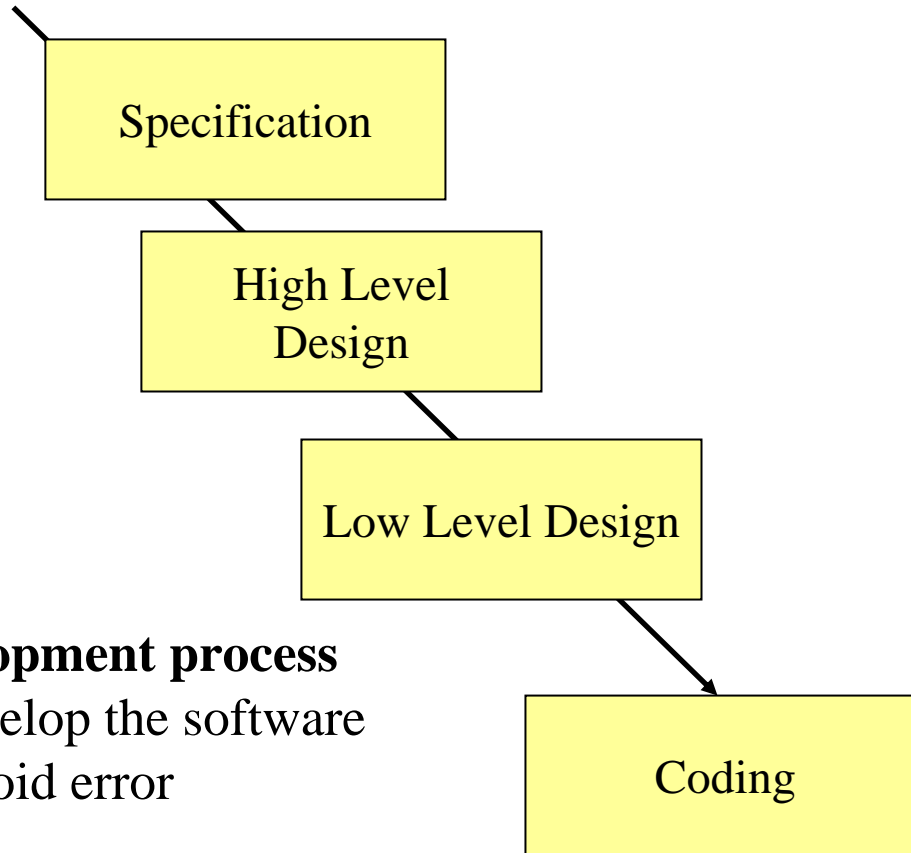 Specification
High Level
Design
Low Level Design
opment process
elop the software
oid error
Coding